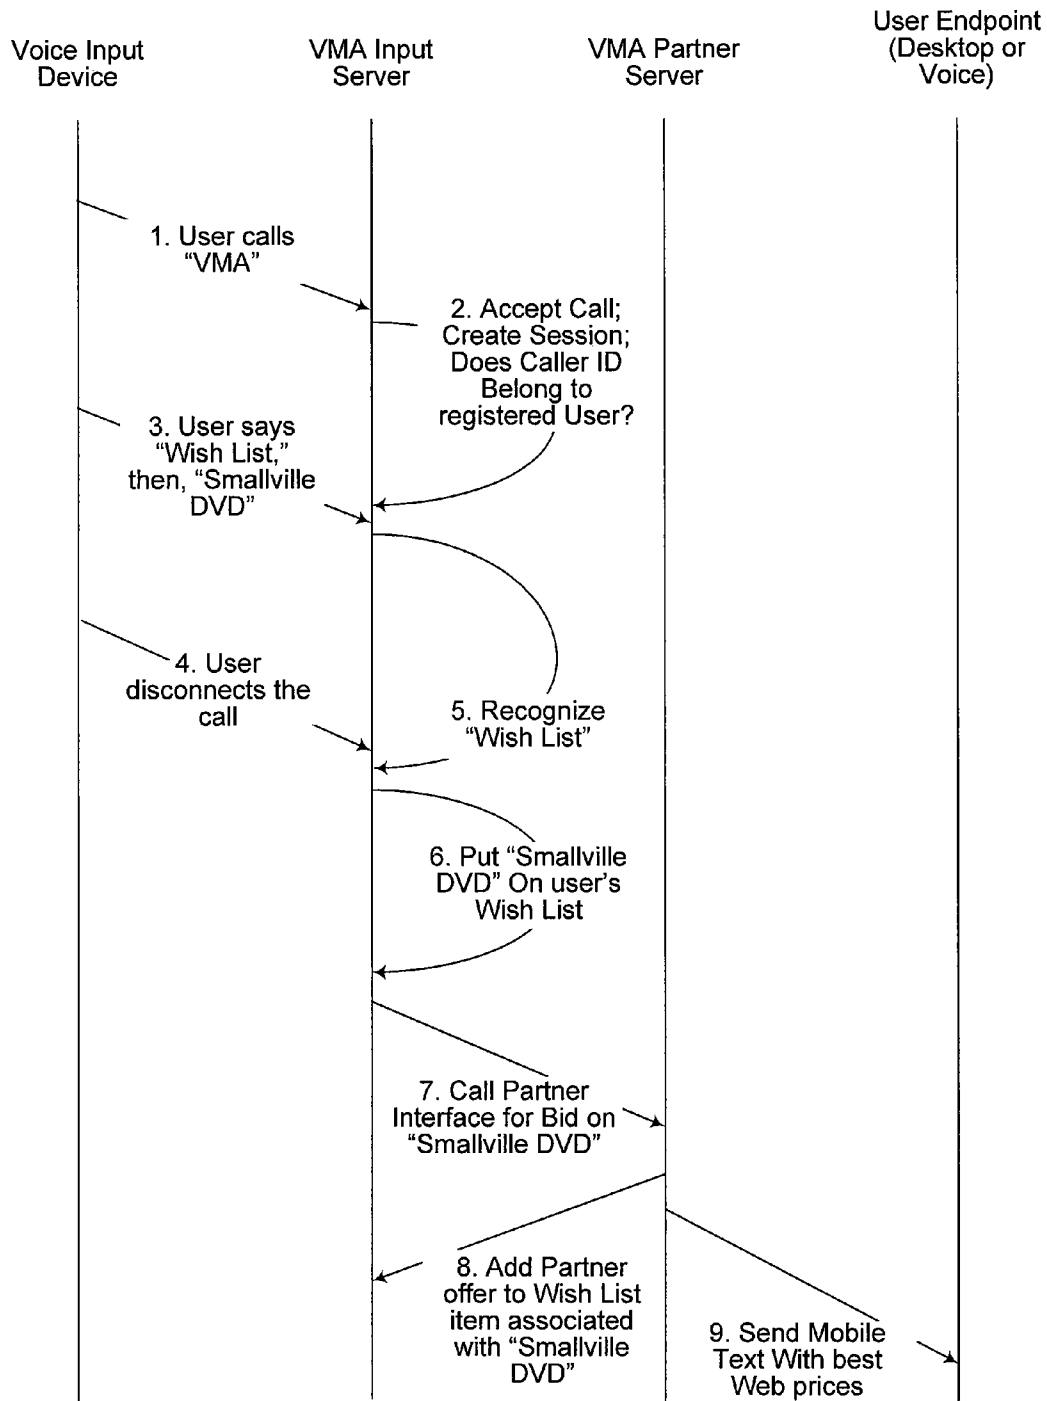 Voice Input
Device
VMA Input
Server
VMA Partner
Server
User Endpoint
(Desktop or
Voice)
1. User calls
“VMA”
2. Accept Call;
Create Session;
Does Caller ID
Belong to
registered User?
3. User says
“Wish List,”
then, “Smallville
DVD”
4. User
disconnects the
call
5. Recognize
“Wish List”
6. Put “Smallville
DVD” On user’s
Wish List
7. Call Partner
Interface for Bid on
“Smallville DVD”
8. Add Partner
offer to Wish List
item associated
with “Smallville
DVD”
9. Send Mobile
Text With best
Web prices